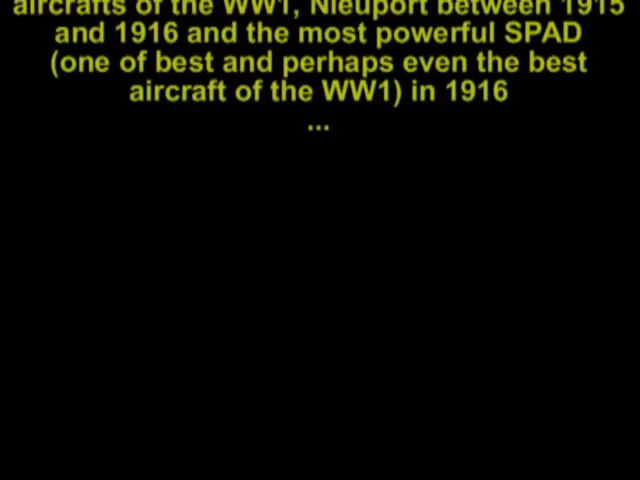 aircrafts of the WW1, Nieuport between 1915
and 1916 and the most powerful SPAD
(one of best and perhaps even the best
aircraft of the WW1) in 1916
...